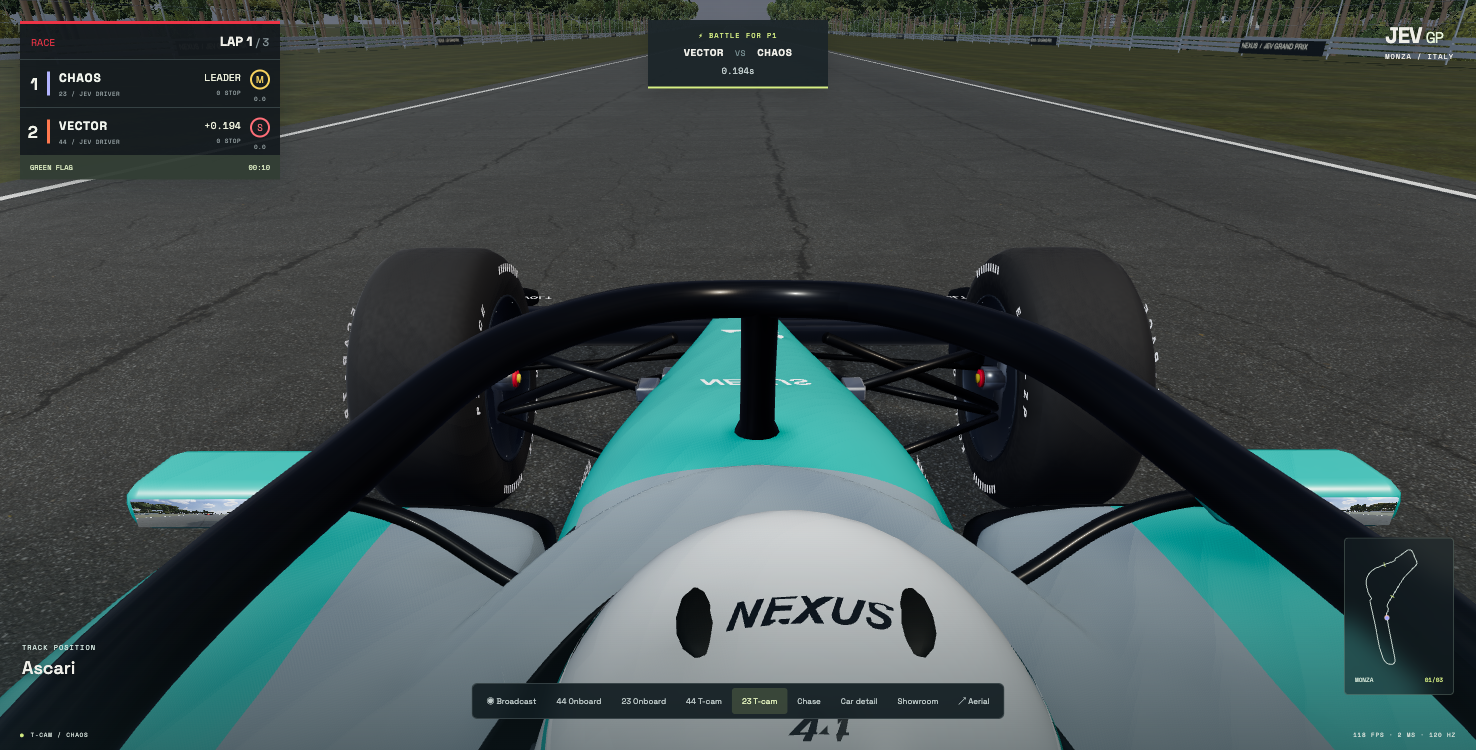 RACE
LAP 1 / 3
1 CHAOS LEADER M
23 / JEV DRIVER 0 STOP 0.0
2 VECTOR +0.194 S
44 / JEV DRIVER 0 STOP 0.0
GREEN FLAG 00:10
⚡ BATTLE FOR P1
VECTOR VS CHAOS
0.194s
JEV GP
MONZA / ITALY
NEXUS / JEV GRAND PRIX
NEXUS
NEXUS
TRACK POSITION
Ascari
T-CAM / CHAOS
Broadcast 44 Onboard 23 Onboard 44 T-cam 23 T-cam Chase Car detail Showroom Aerial
MONZA 01/03
118 FPS · 2 MS · 120 HZ